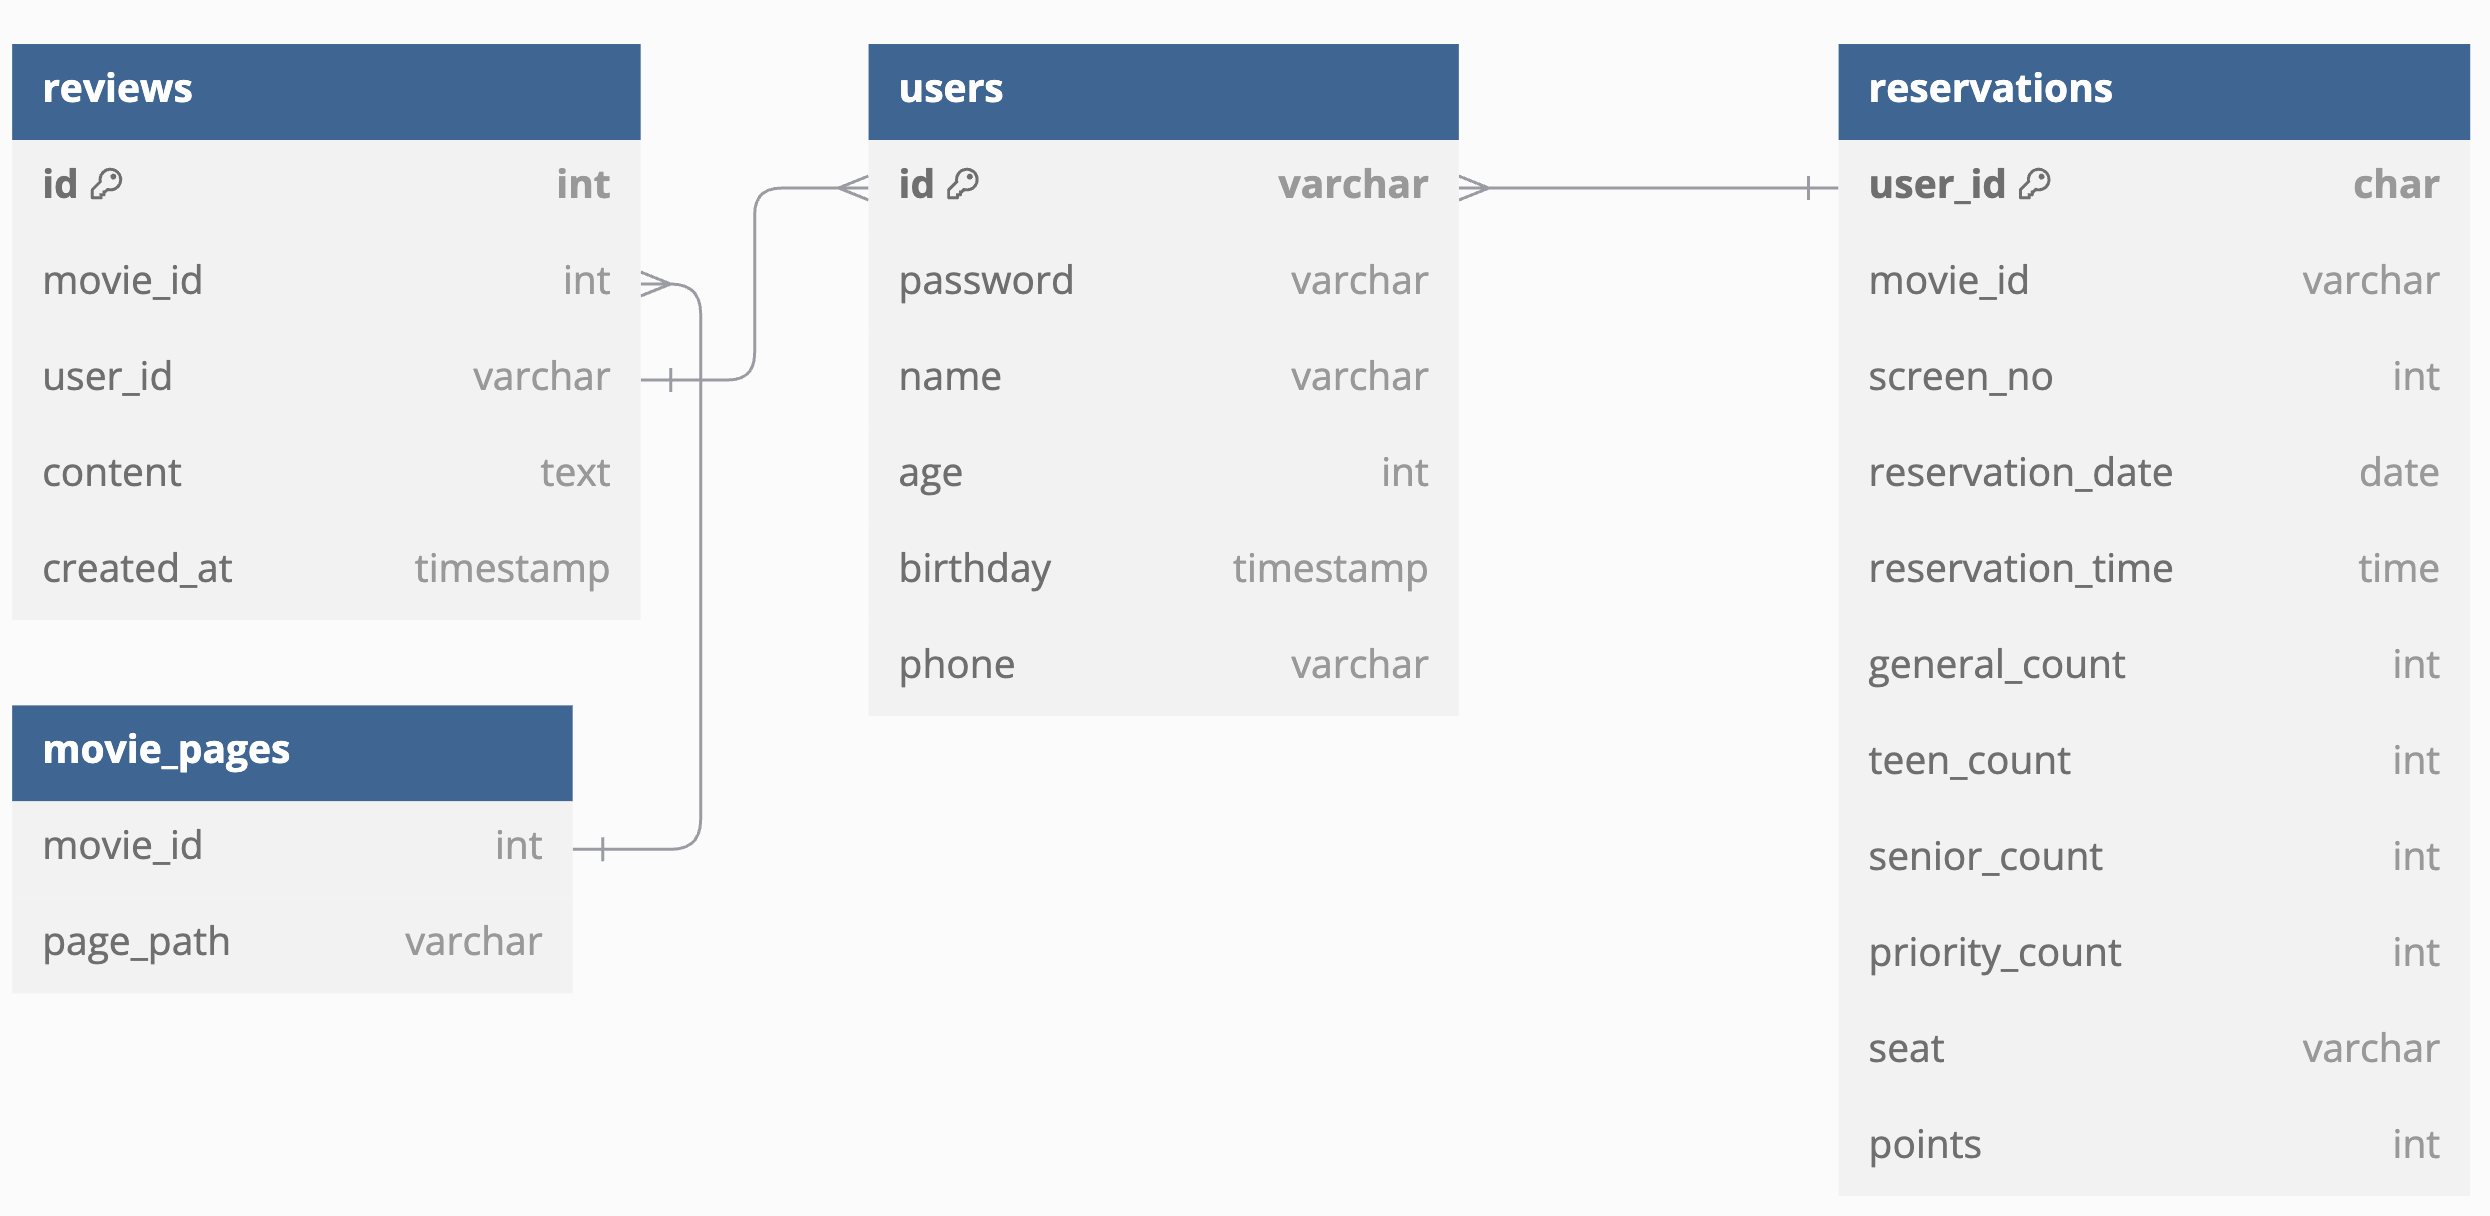 reviews
id int
movie_id int
user_id varchar
content text
created_at timestamp
movie_pages
movie_id int
page_path varchar
users
id varchar
password varchar
name varchar
age int
birthday timestamp
phone varchar
reservations
user_id char
movie_id varchar
screen_no int
reservation_date date
reservation_time time
general_count int
teen_count int
senior_count int
priority_count int
seat varchar
points int